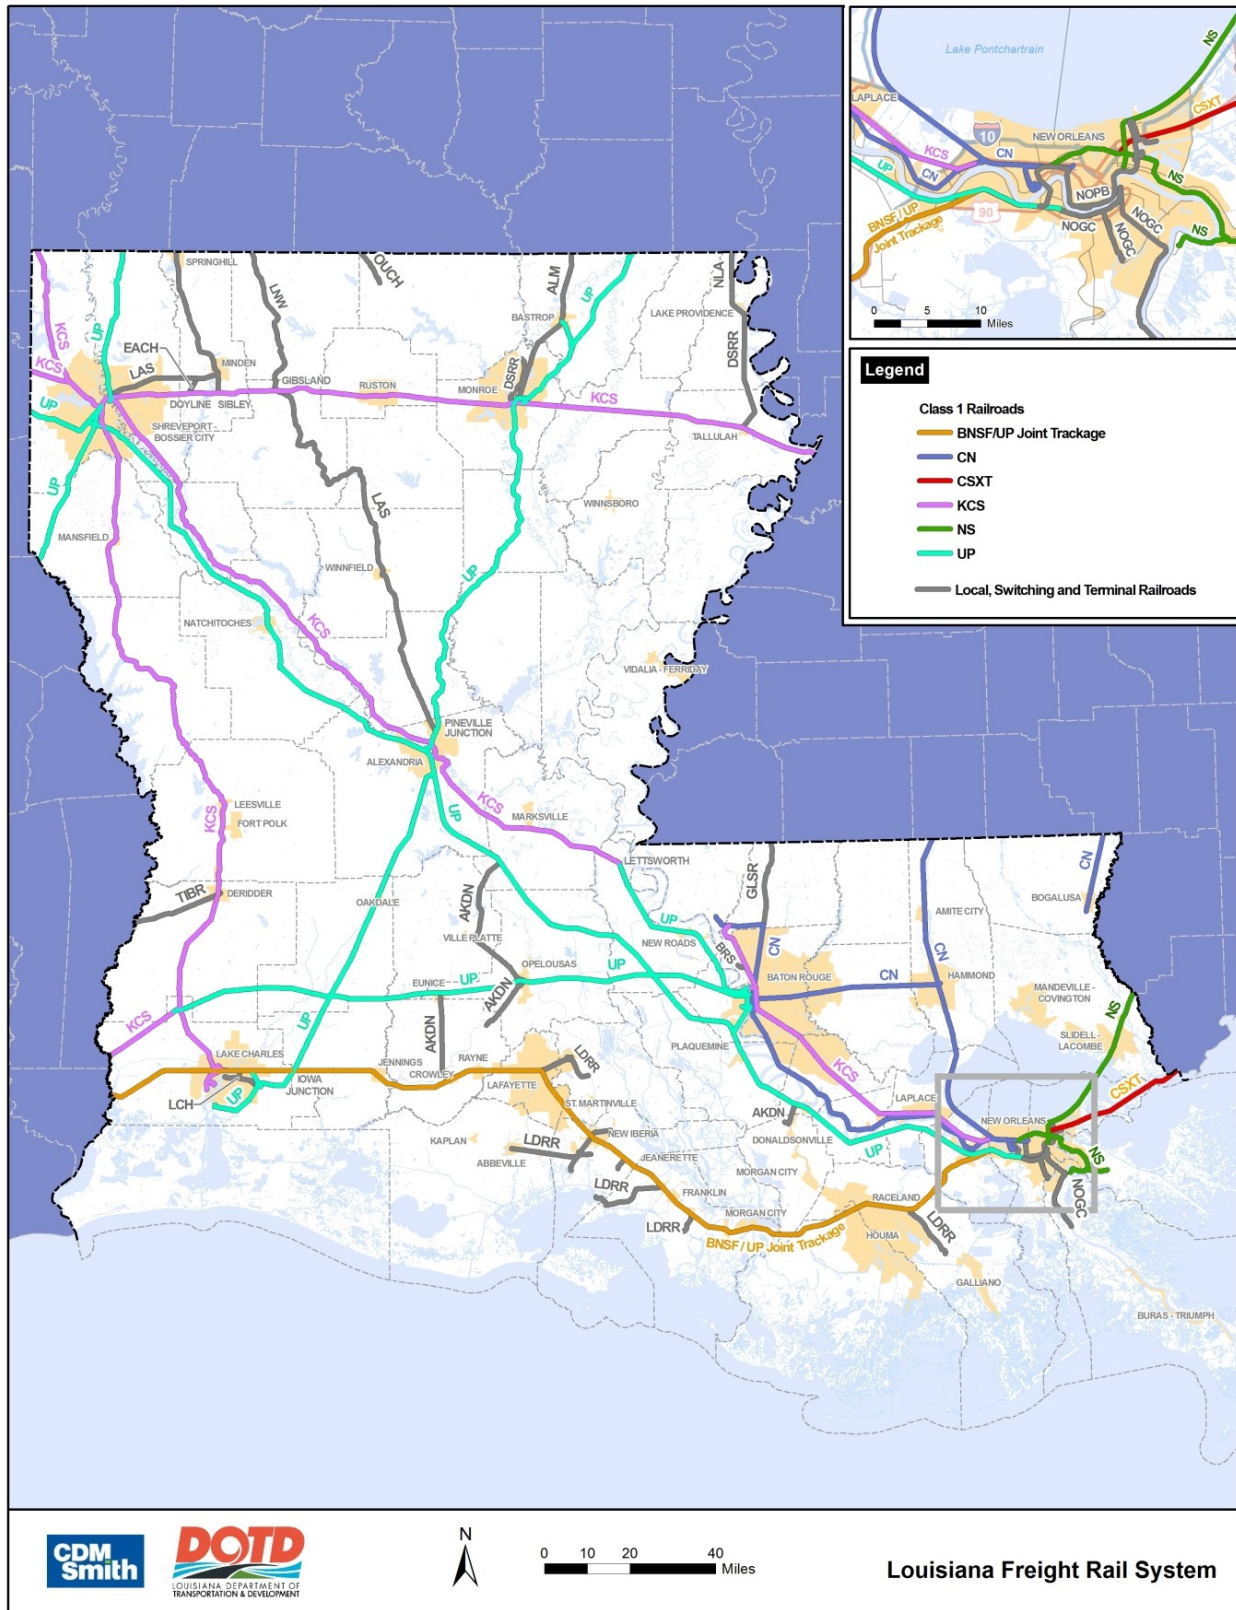 Lake Pontchartrain
NS
CSXT
LAPLACE
10
NEW ORLEANS
KCS
CN
CN
UP
NS
NOPB
BNSF / UP
Joint Trackage
90
NOGC
NOGC
NOGC
NS
0 5 10
Miles
Legend
Class 1 Railroads
BNSF/UP Joint Trackage
CN
CSXT
KCS
NS
UP
Local, Switching and Terminal Railroads
SPRINGHILL
LNW
OUCH
ALM
UP
NLA
KCS
UP
BASTROP
LAKE PROVIDENCE
EACH
KCS
LAS
MINDEN
GIBSLAND
RUSTON
MONROE
DSRR
DSRR
KCS
UP
DOYLINE
SIBLEY
SHREVEPORT -
BOSSIER CITY
TALLULAH
UP
LAS
WINNSBORO
MANSFIELD
WINNFIELD
UP
NATCHITOCHES
KCS
VIDALIA - FERRIDAY
PINEVILLE
JUNCTION
ALEXANDRIA
KCS
LEESVILLE
FORT POLK
UP
KCS
MARKSVILLE
LETTSWORTH
GLSR
CN
TIBR
DERIDDER
OAKDALE
AKDN
BOGALUSA
AMITE CITY
UP
VILLE PLATTE
NEW ROADS
BRS
CN
CN
HAMMOND
BATON ROUGE
CN
UP
OPELOUSAS
UP
EUNICE
AKDN
MANDEVILLE -
COVINGTON
NS
KCS
UP
AKDN
SLIDELL -
LACOMBE
PLAQUEMINE
LAKE CHARLES
JENNINGS
RAYNE
LDRR
KCS
CSXT
IOWA
JUNCTION
CROWLEY
LAFAYETTE
LAPLACE
LCH
UP
ST. MARTINVILLE
AKDN
NEW ORLEANS
KAPLAN
LDRR
NEW IBERIA
DONALDSONVILLE
UP
NS
ABBEVILLE
JEANERETTE
MORGAN CITY
LDRR
FRANKLIN
RACELAND
NOGC
MORGAN CITY
LDRR
BNSF / UP Joint Trackage
LDRR
HOUMA
GALLIANO
BURAS - TRIUMPH
CDM
Smith
DOTD
LOUISIANA DEPARTMENT OF
TRANSPORTATION & DEVELOPMENT
N
0 10 20 40
Miles
Louisiana Freight Rail System